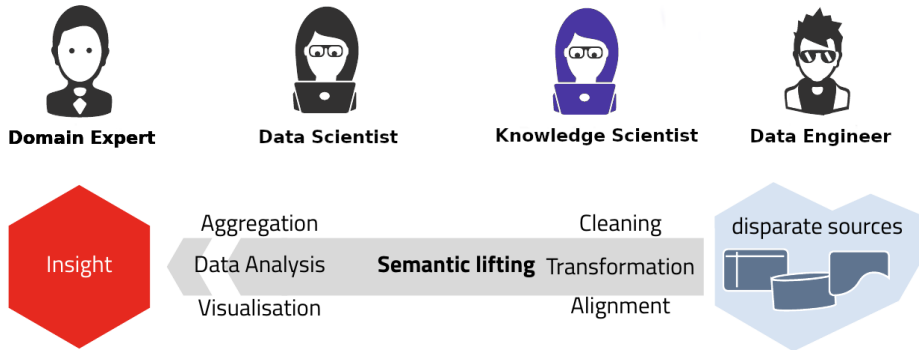 Domain Expert
Data Scientist
Knowledge Scientist
Data Engineer
Insight
Aggregation
Data Analysis
Visualisation
Semantic lifting
Cleaning
Transformation
Alignment
disparate sources